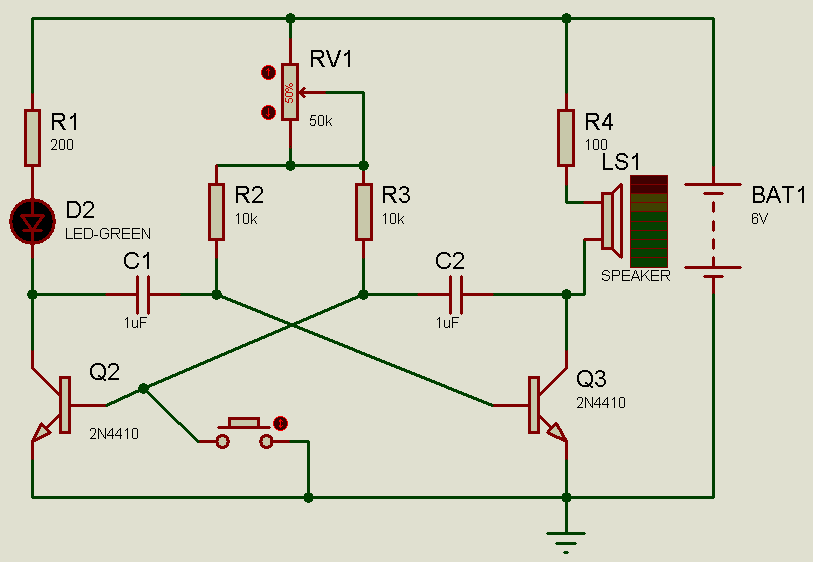 RV1
50%
50k
R1
200
R4
100
LS1
SPEAKER
BAT1
6V
D2
LED-GREEN
R2
10k
R3
10k
C1
1uF
C2
1uF
Q2
2N4410
Q3
2N4410